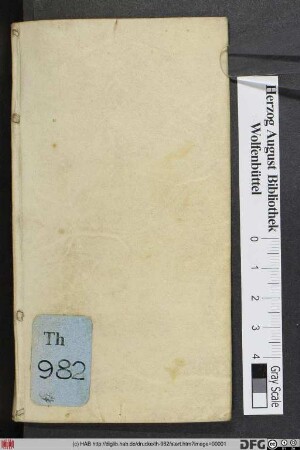 Th
982
Herzog August Bibliothek
Wolfenbüttel
0
1
2
3
4
Gray Scale
(c) HAB http://diglib.hab.de/drucke/th-982/start.htm?image=00001
DFG